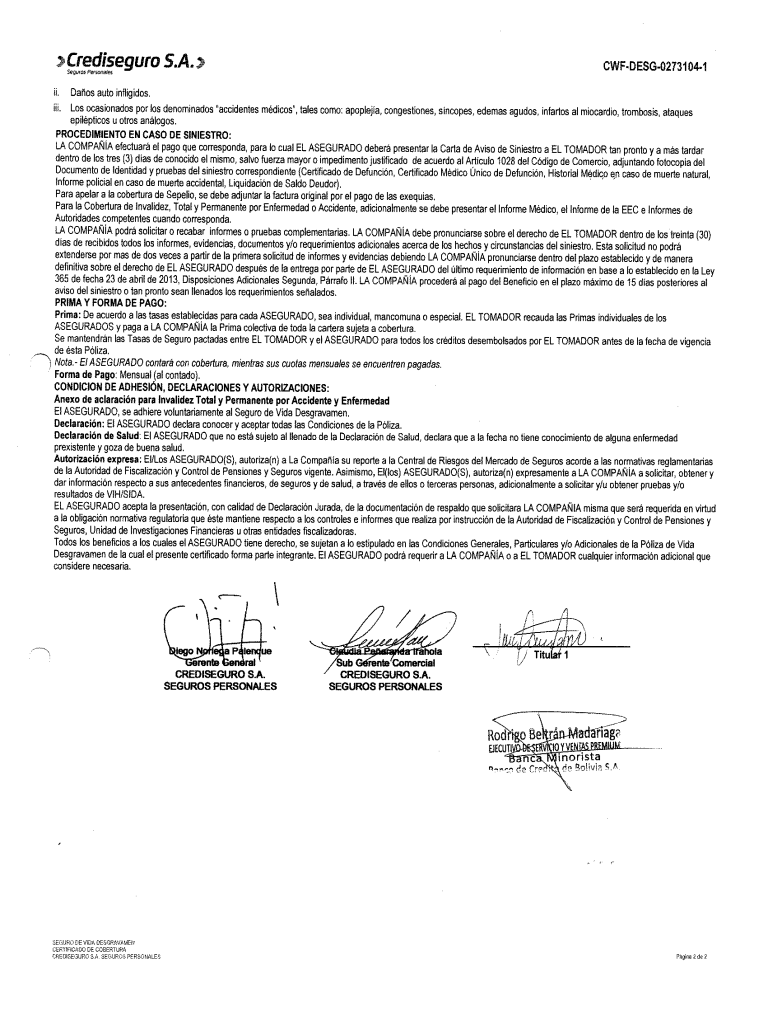 Crediseguro S.A.
Seguros Personales
CWF-DESG-0273104-1
ii. Daños auto infligidos.
iii. Los ocasionados por los denominados "accidentes médicos", tales como: apoplejía, congestiones, síncopes, edemas agudos, infartos al miocardio, trombosis, ataques
epilépticos u otros análogos.
PROCEDIMIENTO EN CASO DE SINIESTRO:
LA COMPAÑÍA efectuará el pago que corresponda, para lo cual EL ASEGURADO deberá presentar la Carta de Aviso de Siniestro a EL TOMADOR tan pronto y a más tardar
dentro de los tres (3) días de conocido el mismo, salvo fuerza mayor o impedimento justificado de acuerdo al Artículo 1028 del Código de Comercio, adjuntando fotocopia del
Documento de Identidad y pruebas del siniestro correspondiente (Certificado de Defunción, Certificado Médico Único de Defunción, Historial Médico en caso de muerte natural,
Informe policial en caso de muerte accidental, Liquidación de Saldo Deudor).
Para apelar a la cobertura de Sepelio, se debe adjuntar la factura original por el pago de las exequias.
Para la Cobertura de Invalidez, Total y Permanente por Enfermedad o Accidente, adicionalmente se debe presentar el Informe Médico, el Informe de la EEC e Informes de
Autoridades competentes cuando corresponda.
LA COMPAÑÍA podrá solicitar o recabar informes o pruebas complementarias. LA COMPAÑÍA debe pronunciarse sobre el derecho de EL TOMADOR dentro de los treinta (30)
días de recibidos todos los informes, evidencias, documentos y/o requerimientos adicionales acerca de los hechos y circunstancias del siniestro. Esta solicitud no podrá
extenderse por mas de dos veces a partir de la primera solicitud de informes y evidencias debiendo LA COMPAÑÍA pronunciarse dentro del plazo establecido y de manera
definitiva sobre el derecho de EL ASEGURADO después de la entrega por parte de EL ASEGURADO del último requerimiento de información en base a lo establecido en la Ley
365 de fecha 23 de abril de 2013, Disposiciones Adicionales Segunda, Párrafo II. LA COMPAÑÍA procederá al pago del Beneficio en el plazo máximo de 15 días posteriores al
aviso del siniestro o tan pronto sean llenados los requerimientos señalados.
PRIMA Y FORMA DE PAGO:
Prima: De acuerdo a las tasas establecidas para cada ASEGURADO, sea individual, mancomuna o especial. EL TOMADOR recauda las Primas individuales de los
ASEGURADOS y paga a LA COMPAÑÍA la Prima colectiva de toda la cartera sujeta a cobertura.
Se mantendrán las Tasas de Seguro pactadas entre EL TOMADOR y el ASEGURADO para todos los créditos desembolsados por EL TOMADOR antes de la fecha de vigencia
de ésta Póliza.
Nota.- El ASEGURADO contará con cobertura, mientras sus cuotas mensuales se encuentren pagadas.
Forma de Pago: Mensual (al contado).
CONDICION DE ADHESIÓN, DECLARACIONES Y AUTORIZACIONES:
Anexo de aclaración para Invalidez Total y Permanente por Accidente y Enfermedad
El ASEGURADO, se adhiere voluntariamente al Seguro de Vida Desgravamen.
Declaración: El ASEGURADO declara conocer y aceptar todas las Condiciones de la Póliza.
Declaración de Salud: El ASEGURADO que no está sujeto al llenado de la Declaración de Salud, declara que a la fecha no tiene conocimiento de alguna enfermedad
prexistente y goza de buena salud.
Autorización expresa: El/Los ASEGURADO(S), autoriza(n) a La Compañía su reporte a la Central de Riesgos del Mercado de Seguros acorde a las normativas reglamentarias
de la Autoridad de Fiscalización y Control de Pensiones y Seguros vigente. Asimismo, El(los) ASEGURADO(S), autoriza(n) expresamente a LA COMPAÑÍA a solicitar, obtener y
dar información respecto a sus antecedentes financieros, de seguros y de salud, a través de ellos o terceras personas, adicionalmente a solicitar y/u obtener pruebas y/o
resultados de VIH/SIDA.
EL ASEGURADO acepta la presentación, con calidad de Declaración Jurada, de la documentación de respaldo que solicitara LA COMPAÑIA misma que será requerida en virtud
a la obligación normativa regulatoria que éste mantiene respecto a los controles e informes que realiza por instrucción de la Autoridad de Fiscalización y Control de Pensiones y
Seguros, Unidad de Investigaciones Financieras u otras entidades fiscalizadoras.
Todos los beneficios a los cuales el ASEGURADO tiene derecho, se sujetan a lo estipulado en las Condiciones Generales, Particulares y/o Adicionales de la Póliza de Vida
Desgravamen de la cual el presente certificado forma parte integrante. El ASEGURADO podrá requerir a LA COMPAÑÍA o a EL TOMADOR cualquier información adicional que
considere necesaria.
Diego Noriega Palenque
Gerente General
CREDISEGURO S.A.
SEGUROS PERSONALES
Claudia Peñaranda Irahola
Sub Gerente Comercial
CREDISEGURO S.A.
SEGUROS PERSONALES
Titular 1
Rodrigo Beltrán Madariaga
EJECUTIVO DE SERVICIO Y VENTAS PREMIUM
Banca Minorista
Banco de Credito de Bolivia S.A.
SEGURO DE VIDA DESGRAVAMEN
CERTIFICADO DE COBERTURA
CREDISEGURO S.A. SEGUROS PERSONALES
Página 2 de 2